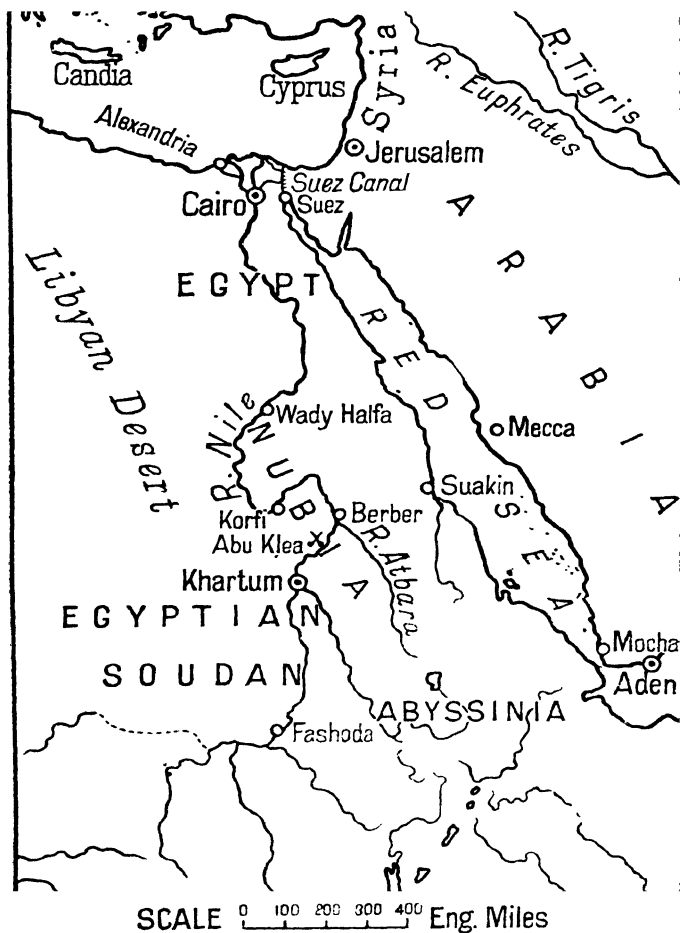 Candia
Cyprus
Syria
R. Tigris
R. Euphrates
Alexandria
Jerusalem
Suez Canal
Cairo
Suez
ARABIA
Libyan Desert
EGYPT
RED SEA
R. Nile
Wady Halfa
NUBIA
Mecca
Suakin
Korfi
Berber
Abu Klea
R. Atbara
Khartum
EGYPTIAN
SOUDAN
Mocha
Aden
ABYSSINIA
Fashoda
SCALE 0 100 200 300 400 Eng. Miles